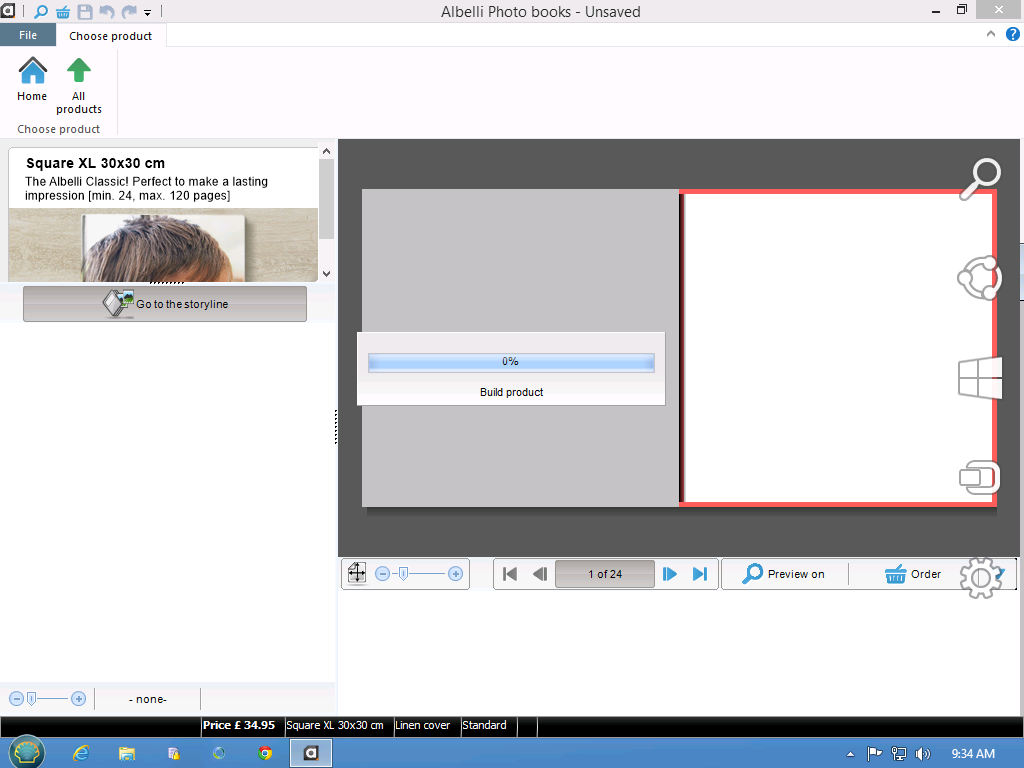 Albelli Photo books - Unsaved
File
Choose product
Home
All
products
Choose product
Square XL 30x30 cm
The Albelli Classic! Perfect to make a lasting
impression [min. 24, max. 120 pages]
Go to the storyline
0%
Build product
1 of 24
Preview on
Order
- none-
Price £ 34.95
Square XL 30x30 cm
Linen cover
Standard
9:34 AM